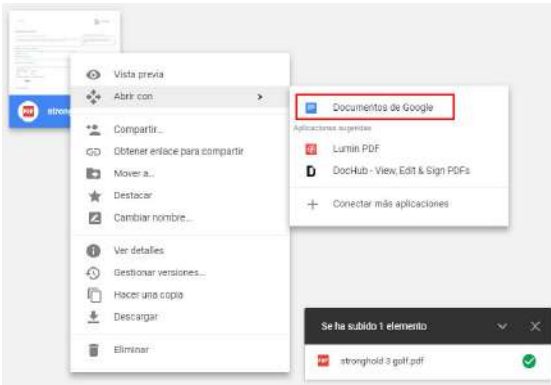 strong
Vista previa
Abrir con
Compartir...
Obtener enlace para compartir
Mover a...
Destacar
Cambiar nombre...
Ver detalles
Gestionar versiones...
Hacer una copia
Descargar
Eliminar
Documentos de Google
Aplicaciones sugeridas
Lumin PDF
DocHub - View, Edit & Sign PDFs
Conectar más aplicaciones
Se ha subido 1 elemento
stronghold 3 golf.pdf